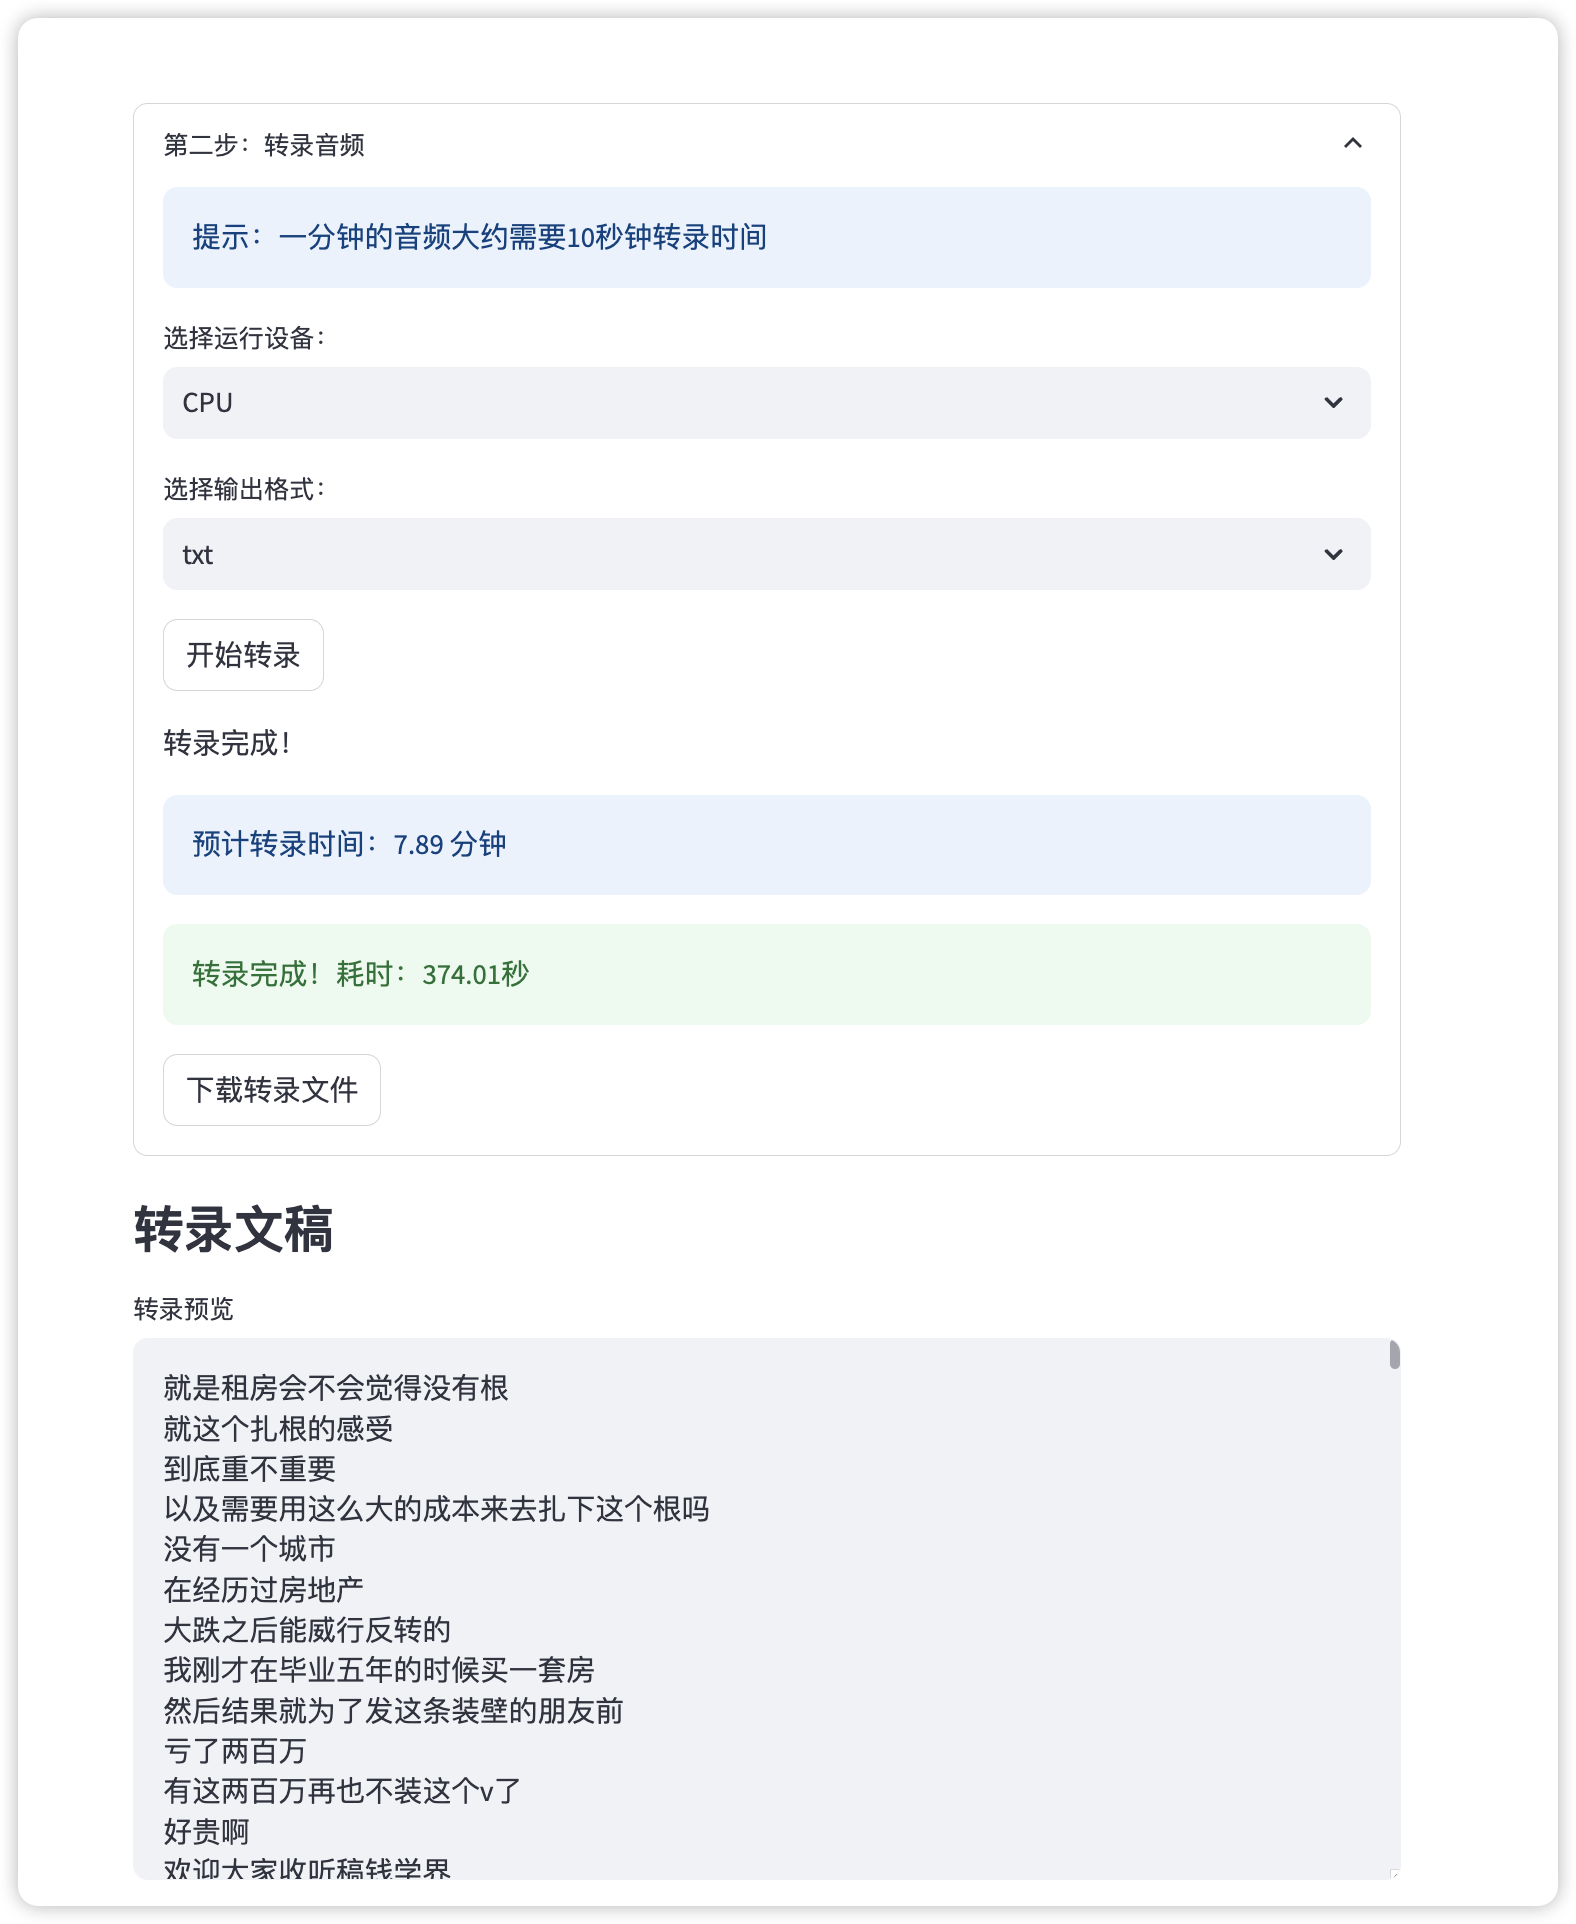 第二步：转录音频
提示：一分钟的音频大约需要10秒钟转录时间
选择运行设备：
CPU
选择输出格式：
txt
开始转录
转录完成！
预计转录时间：7.89 分钟
转录完成！耗时：374.01秒
下载转录文件
转录文稿
转录预览
就是租房会不会觉得没有根
就这个扎根的感受
到底重不重要
以及需要用这么大的成本来去扎下这个根吗
没有一个城市
在经历过房地产
大跌之后能威行反转的
我刚才在毕业五年的时候买一套房
然后结果就为了发这条装壁的朋友前
亏了两百万
有这两百万再也不装这个v了
好贵啊
欢迎大家收听稿钱学界